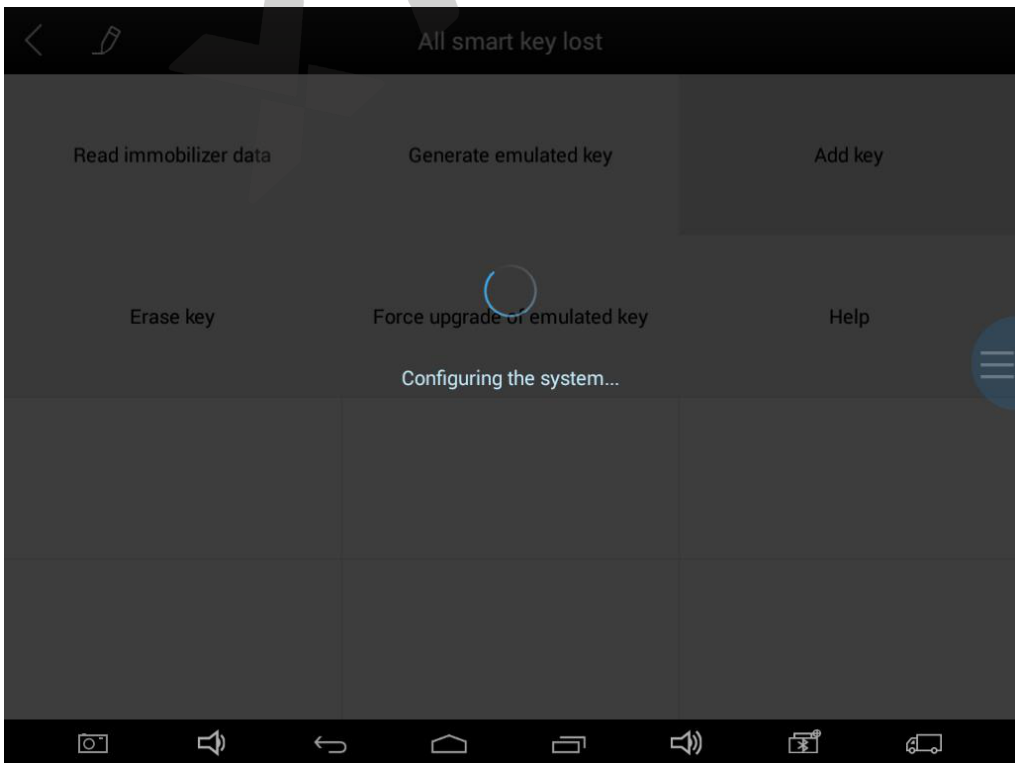 All smart key lost
Read immobilizer data
Generate emulated key
Add key
Erase key
Force upgrade of emulated key
Help
Configuring the system...